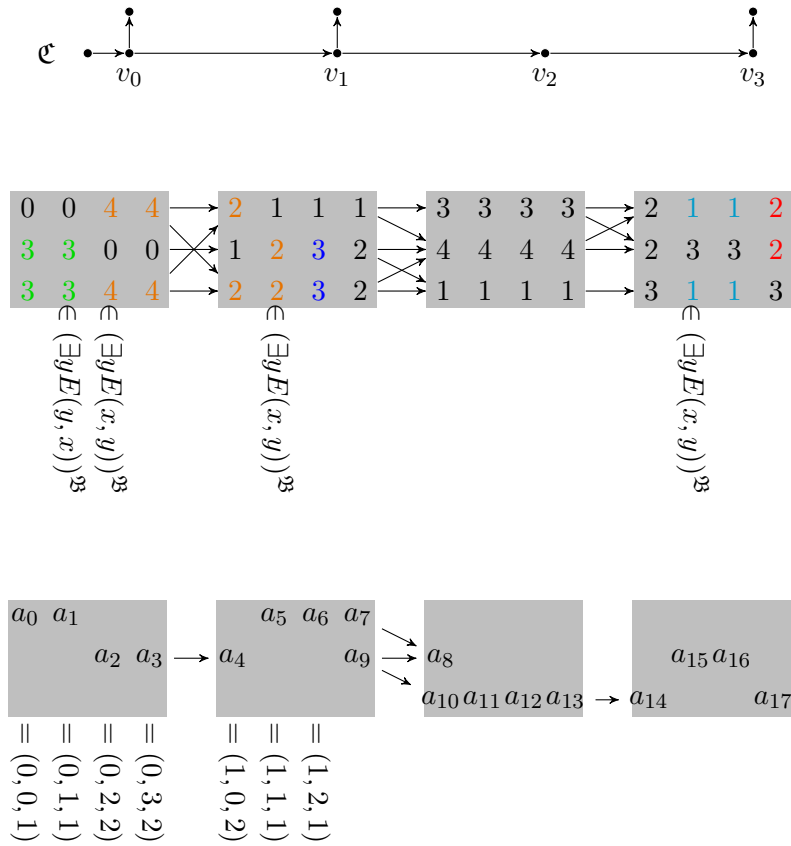 ℭ
v₀ v₁ v₂ v₃
0 0 4 4 2 1 1 1 3 3 3 3 2 1 1 2
3 3 0 0 1 2 3 2 4 4 4 4 2 3 3 2
3 3 4 4 2 2 3 2 1 1 1 1 3 1 1 3
∈ (∃yE(y, x))^𝔅
∈ (∃yE(x, y))^𝔅
∈ (∃yE(x, y))^𝔅
∈ (∃yE(x, y))^𝔅
a₀ a₁ a₅ a₆ a₇
a₂ a₃ a₄ a₉ a₈ a₁₅ a₁₆
a₁₀ a₁₁ a₁₂ a₁₃ a₁₄ a₁₇
= (0, 0, 1)
= (0, 1, 1)
= (0, 2, 2)
= (0, 3, 2)
= (1, 0, 2)
= (1, 1, 1)
= (1, 2, 1)